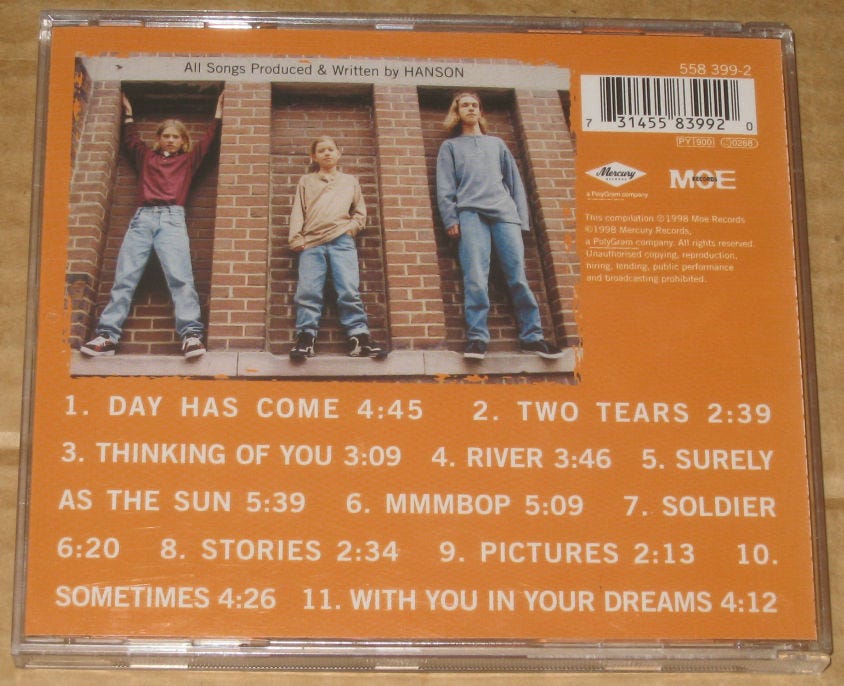 All Songs Produced & Written by HANSON
558 399-2
7 31455 83992 0
PY 900
0268
Mercury
RECORDS
a PolyGram company
MOE
RECORDS
This compilation ℗1998 Moe Records
©1998 Mercury Records,
a PolyGram company. All rights reserved.
Unauthorised copying, reproduction,
hiring, lending, public performance
and broadcasting prohibited.
1. DAY HAS COME 4:45 2. TWO TEARS 2:39
3. THINKING OF YOU 3:09 4. RIVER 3:46 5. SURELY
AS THE SUN 5:39 6. MMMBOP 5:09 7. SOLDIER
6:20 8. STORIES 2:34 9. PICTURES 2:13 10.
SOMETIMES 4:26 11. WITH YOU IN YOUR DREAMS 4:12